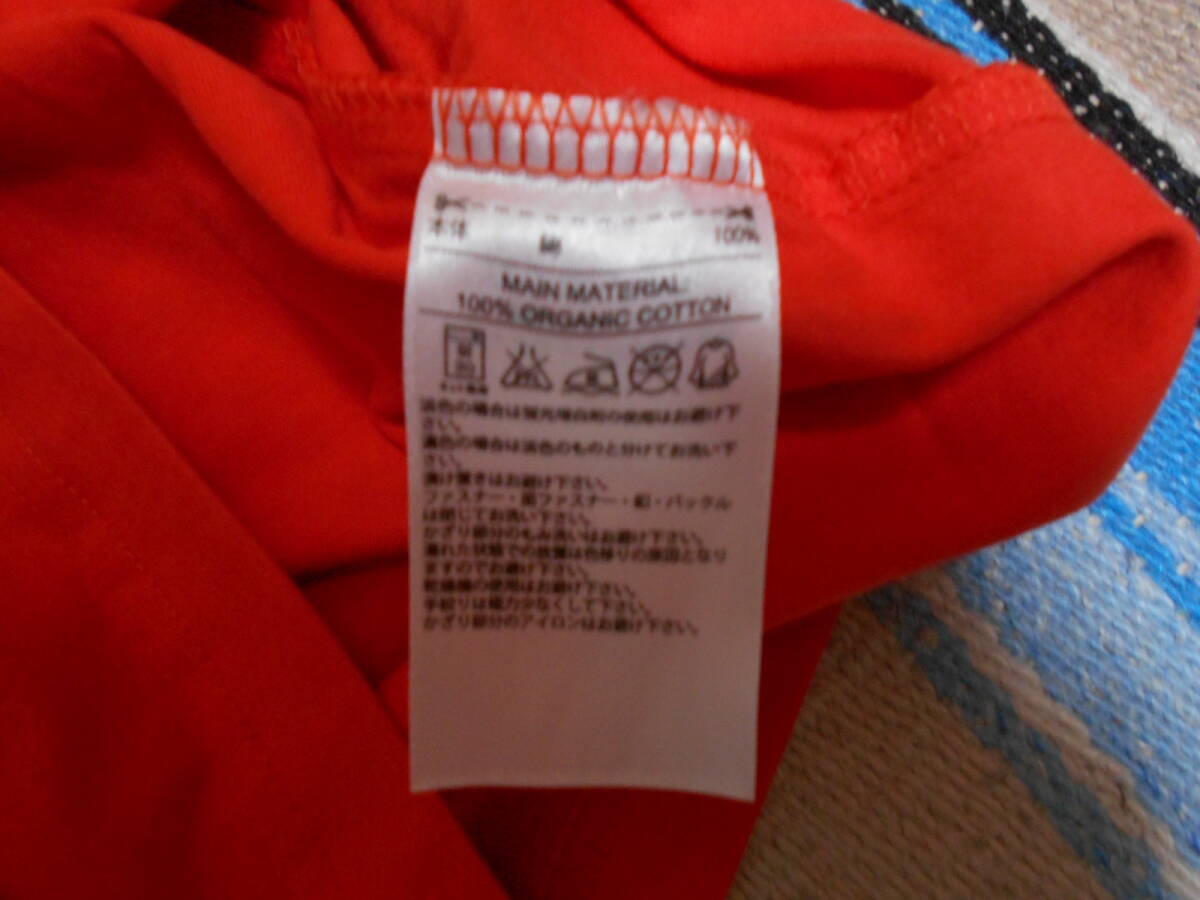 本体 綿 100%
MAIN MATERIAL:
100% ORGANIC COTTON
淡色の場合は蛍光増白剤の使用はお避け下
さい。
濃色の場合は淡色のものと分けてお洗い下
さい。
漬け置きはお避け下さい。
ファスナー・面ファスナー・釦・バックル
は閉じてお洗い下さい。
かざり部分のもみ洗いはお避け下さい。
濡れた状態での放置は色移りの原因となり
ますのでお避け下さい。
乾燥機の使用はお避け下さい。
手絞りは極力少なくして下さい。
かざり部分のアイロンはお避け下さい。